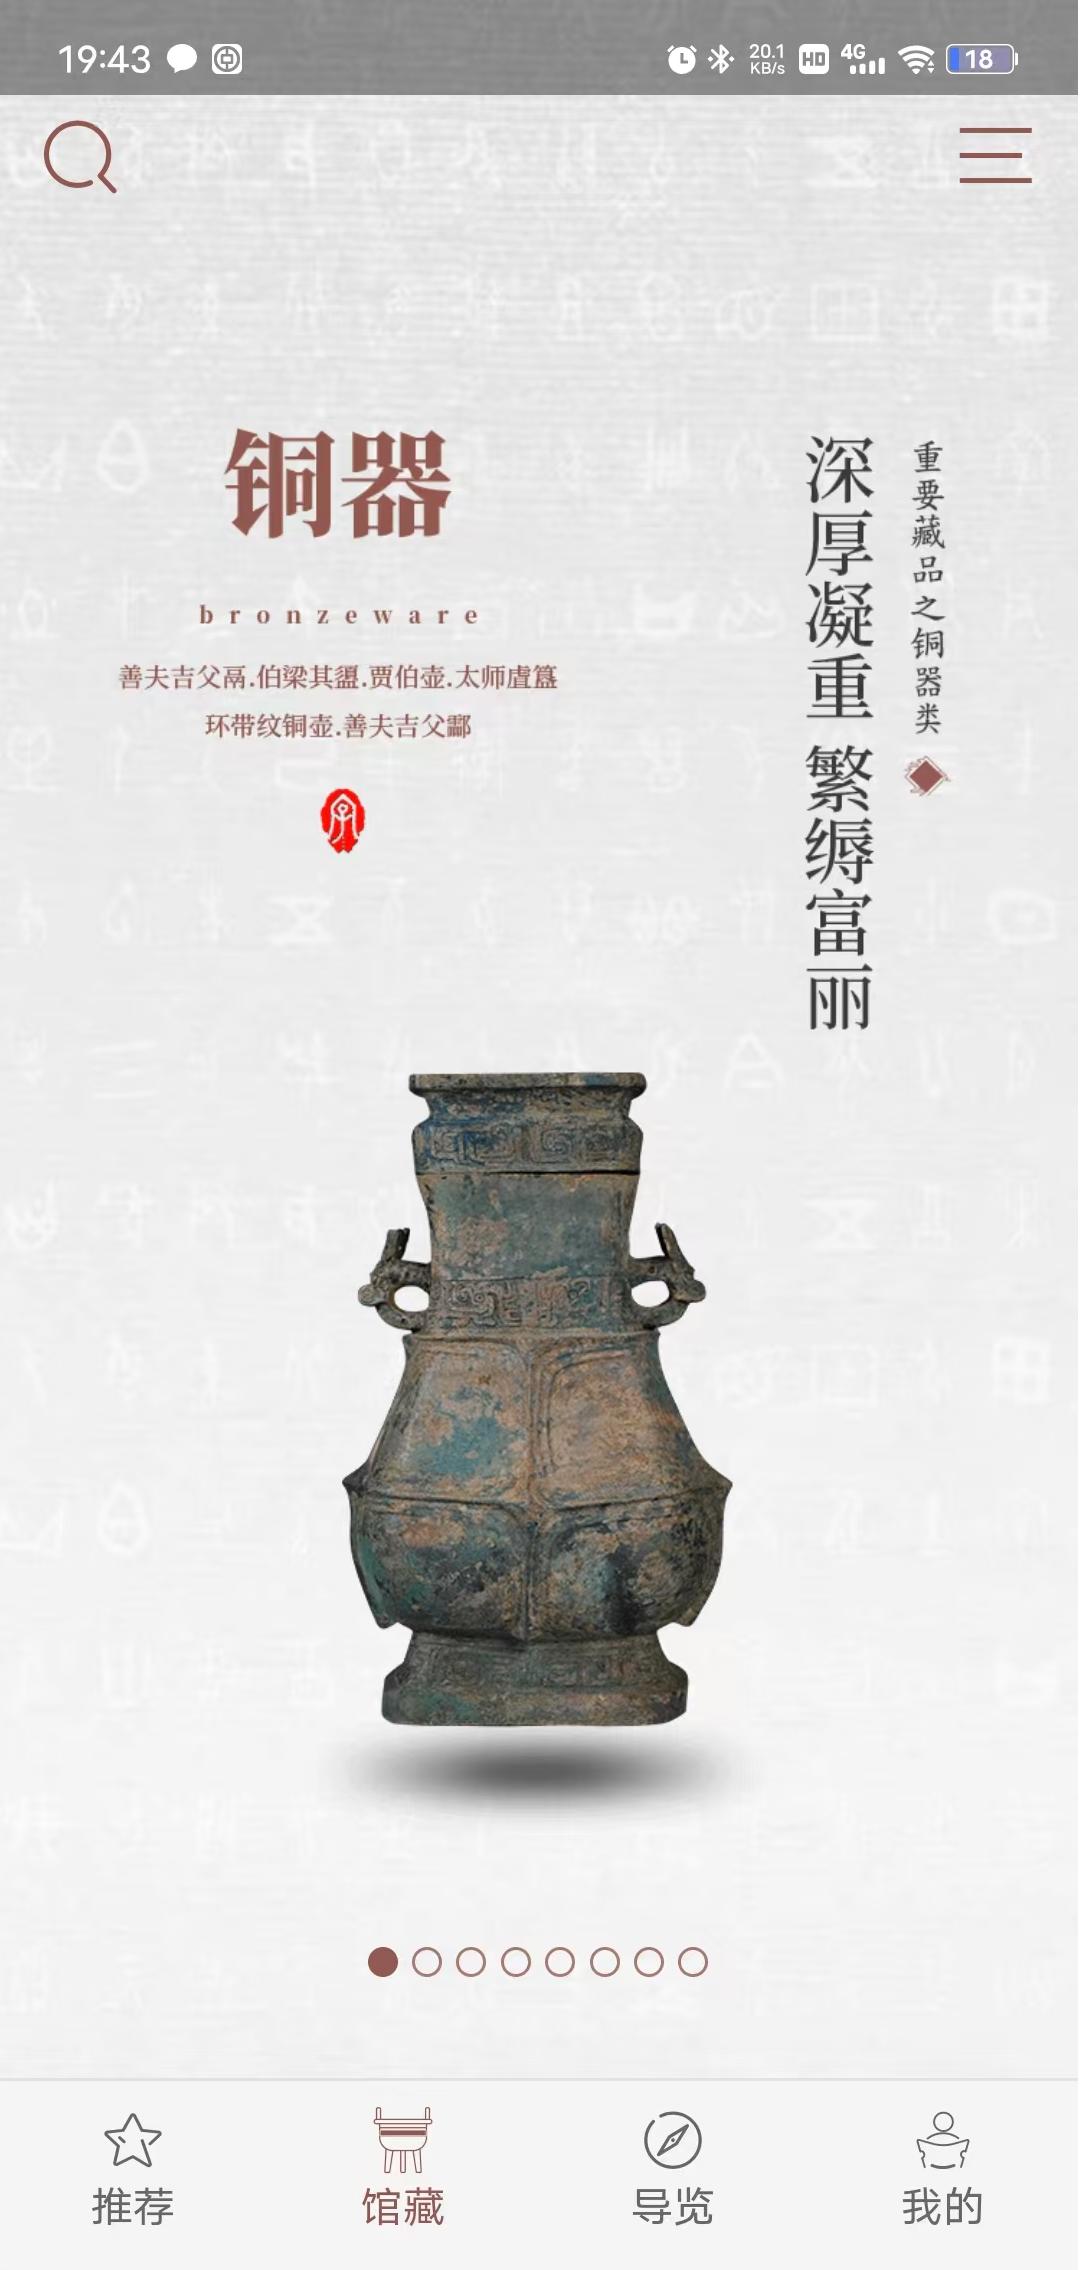 19:43
20.1
KB/s
HD
4G
18
铜器
bronzeware
善夫吉父鬲.伯梁其盨.贾伯壶.太师虘簋
环带纹铜壶.善夫吉父酃
重要藏品之铜器类
深厚凝重 繁缛富丽
推荐
馆藏
导览
我的